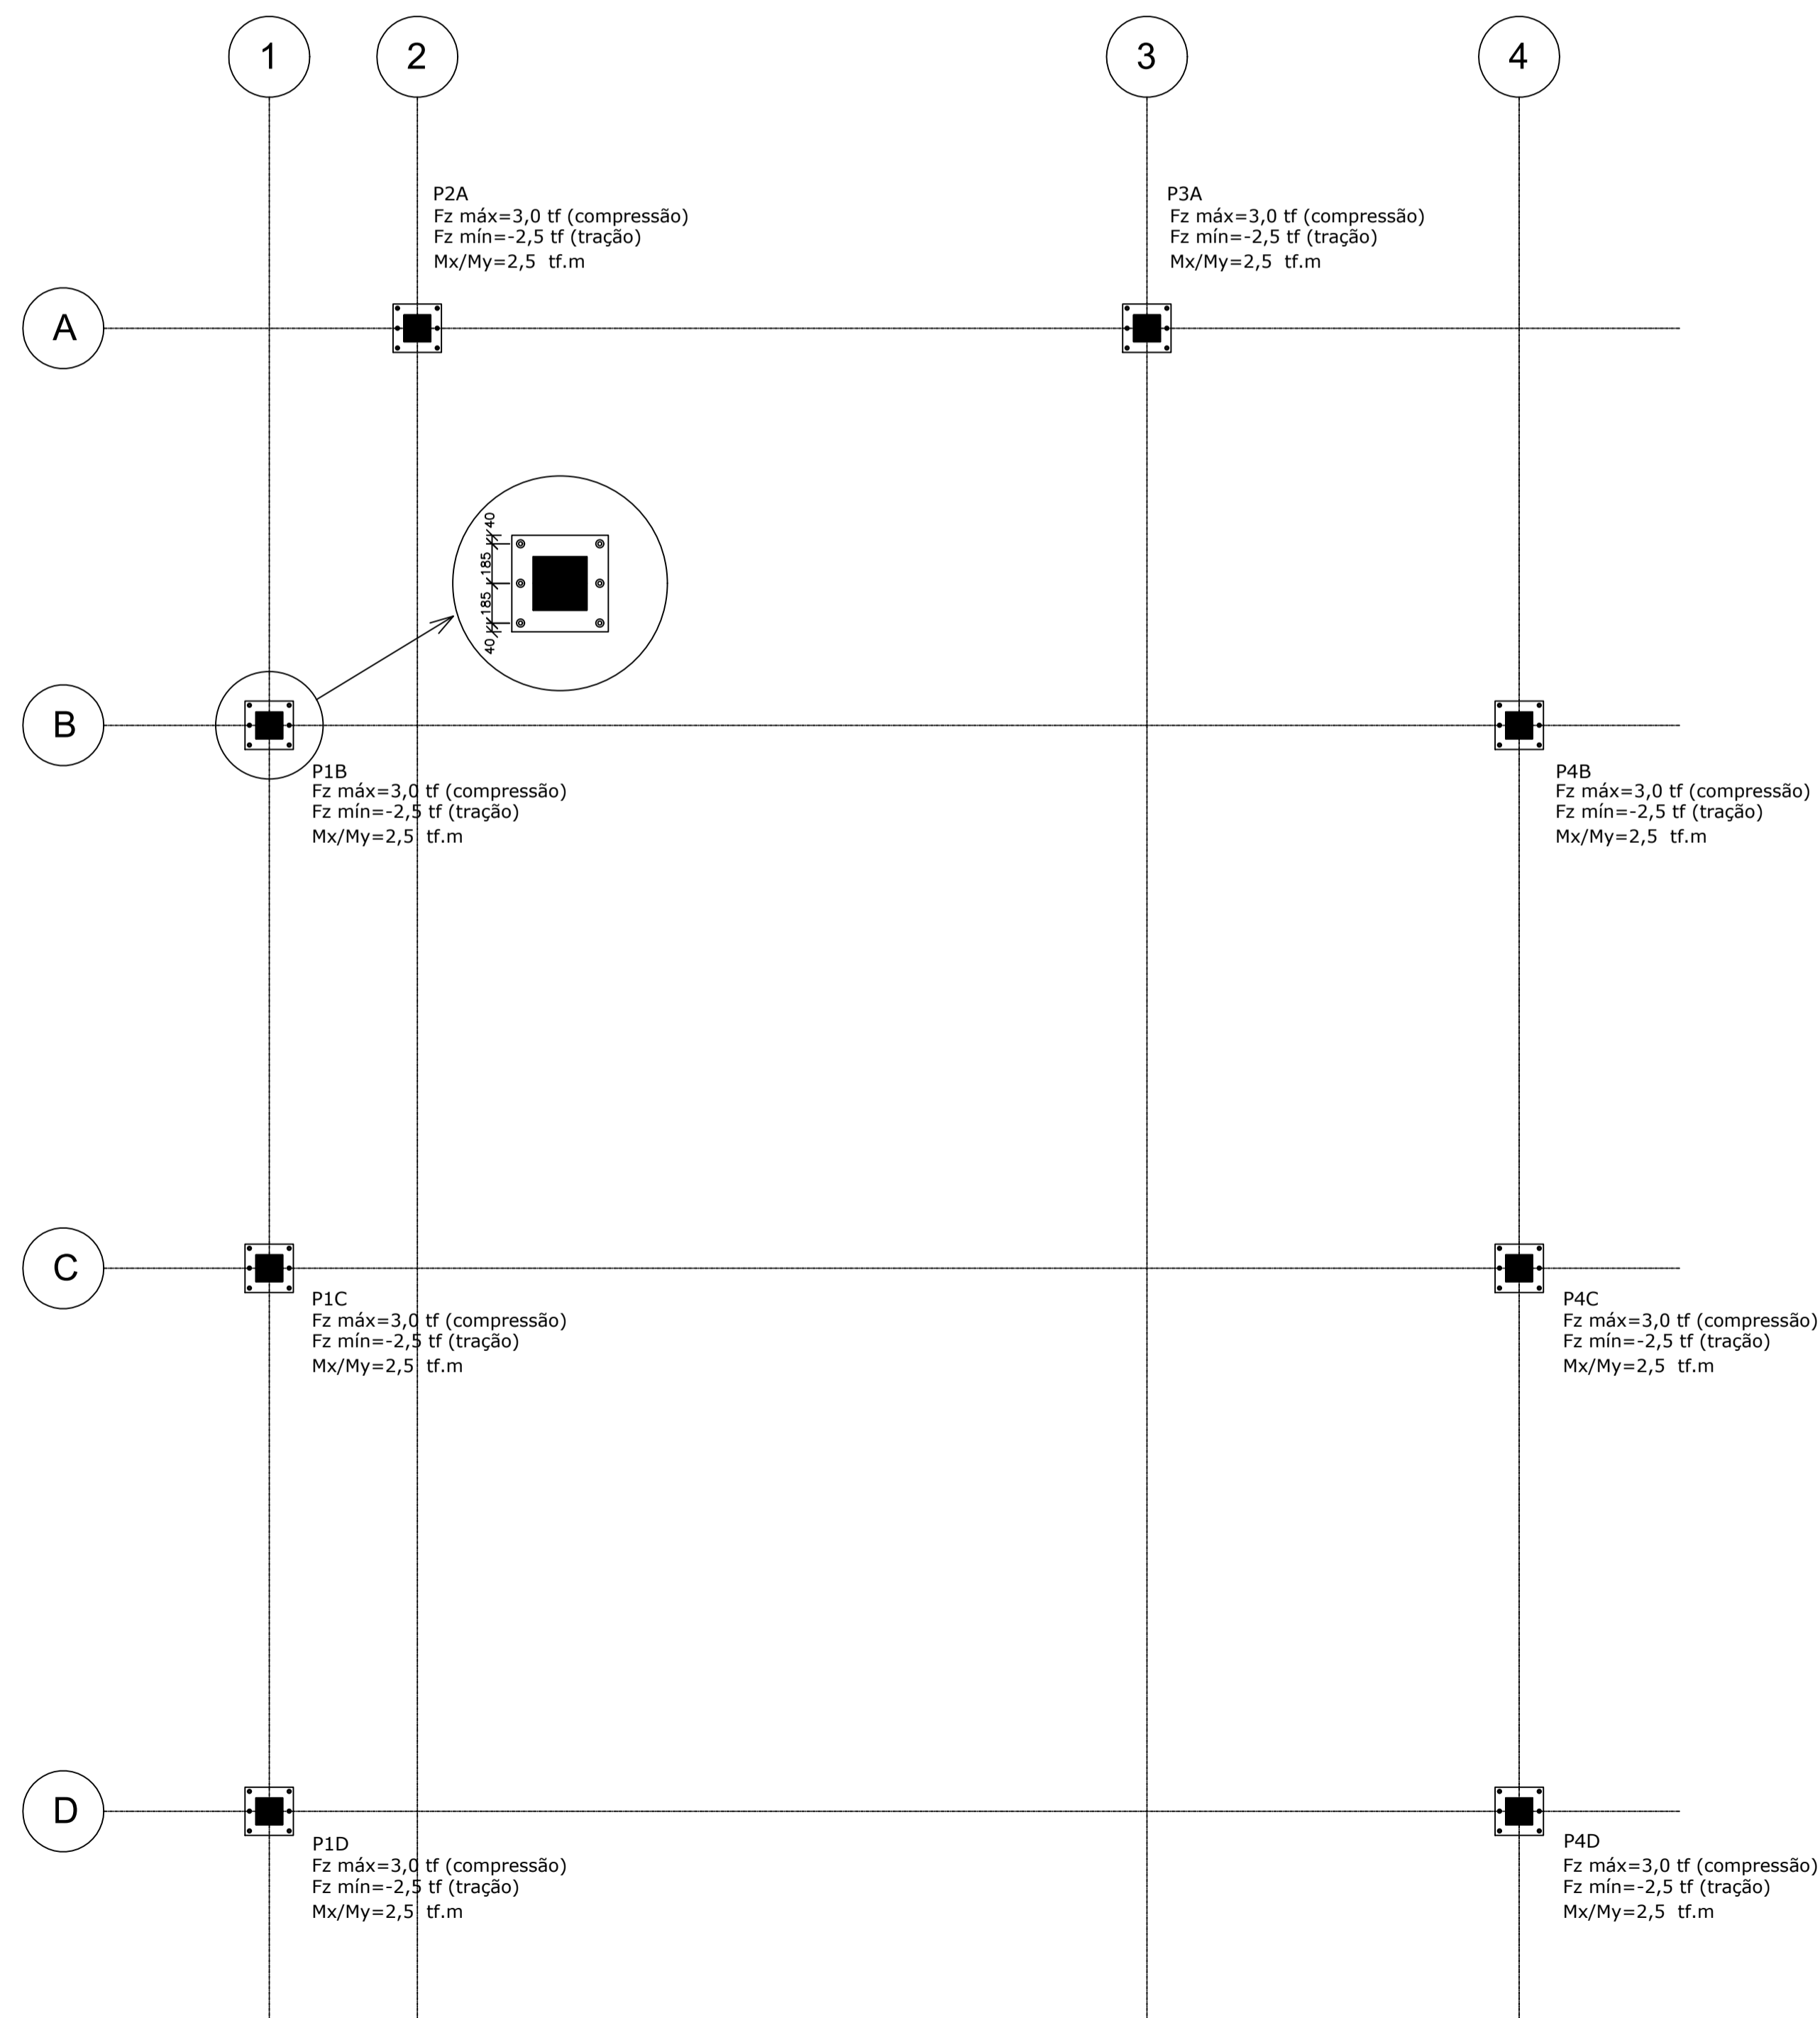 1
2
3
4
P2A
Fz máx=3,0 tf (compressão)
Fz mín=-2,5 tf (tração)
Mx/My=2,5 tf.m
P3A
Fz máx=3,0 tf (compressão)
Fz mín=-2,5 tf (tração)
Mx/My=2,5 tf.m
A
40
185
185
40
B
P1B
Fz máx=3,0 tf (compressão)
Fz mín=-2,5 tf (tração)
Mx/My=2,5 tf.m
P4B
Fz máx=3,0 tf (compressão)
Fz mín=-2,5 tf (tração)
Mx/My=2,5 tf.m
C
P1C
Fz máx=3,0 tf (compressão)
Fz mín=-2,5 tf (tração)
Mx/My=2,5 tf.m
P4C
Fz máx=3,0 tf (compressão)
Fz mín=-2,5 tf (tração)
Mx/My=2,5 tf.m
D
P1D
Fz máx=3,0 tf (compressão)
Fz mín=-2,5 tf (tração)
Mx/My=2,5 tf.m
P4D
Fz máx=3,0 tf (compressão)
Fz mín=-2,5 tf (tração)
Mx/My=2,5 tf.m